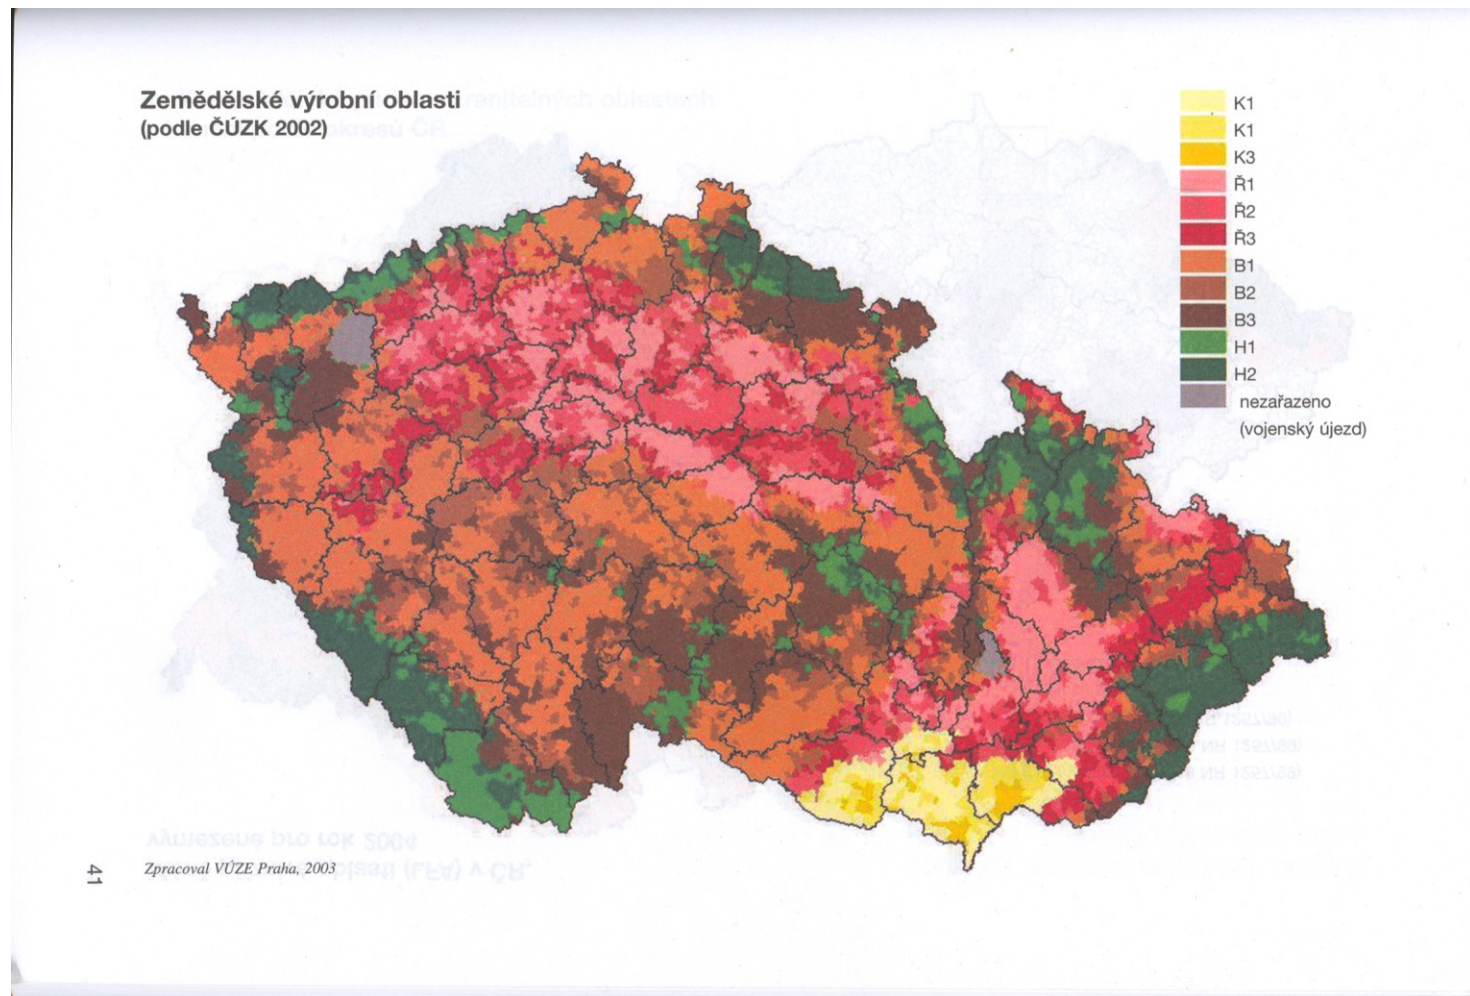 Zemědělské výrobní oblasti
(podle ČÚZK 2002)
K1
K1
K3
Ř1
Ř2
Ř3
B1
B2
B3
H1
H2
nezařazeno
(vojenský újezd)
Zpracoval VÚZE Praha, 2003
41